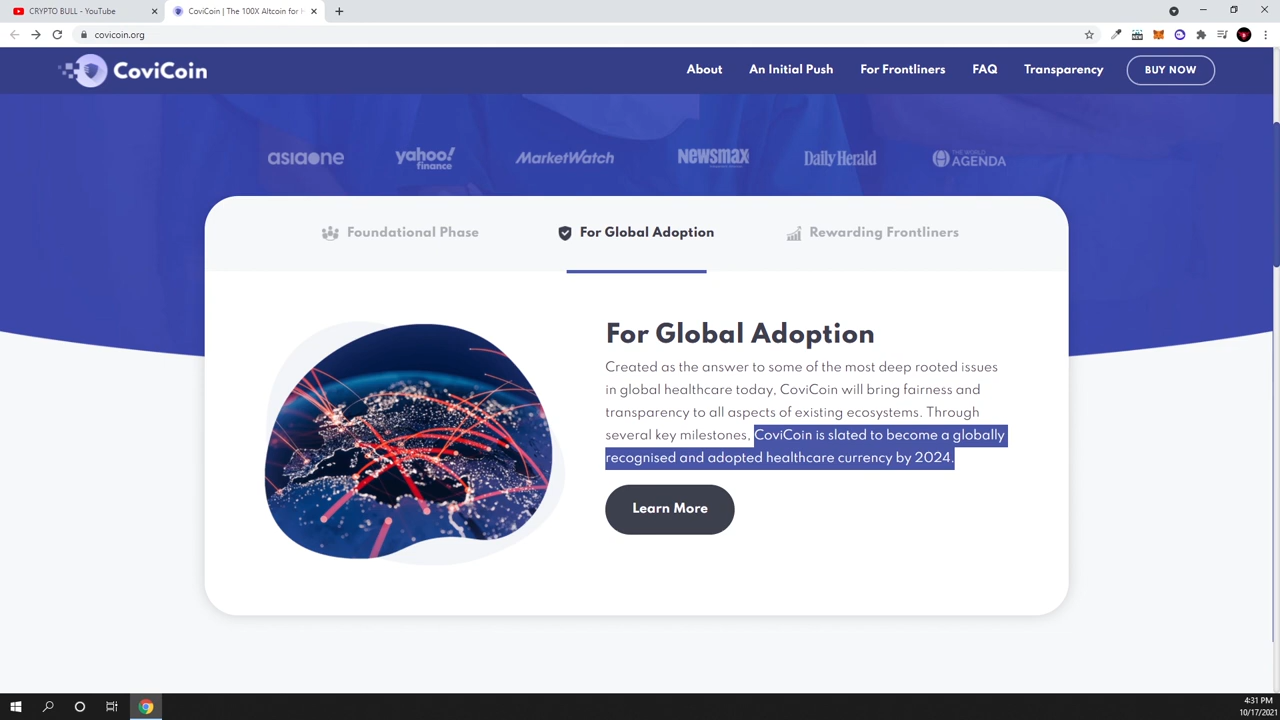 CRYPTO BULL - YouTube
CoviCoin | The 100X Altcoin for
covicoin.org
CoviCoin
About
An Initial Push
For Frontliners
FAQ
Transparency
BUY NOW
asiaone
yahoo!
finance
MarketWatch
Newsmax
Daily Herald
THE WORLD
AGENDA
Foundational Phase
For Global Adoption
Rewarding Frontliners
For Global Adoption
Created as the answer to some of the most deep rooted issues
in global healthcare today, CoviCoin will bring fairness and
transparency to all aspects of existing ecosystems. Through
several key milestones, CoviCoin is slated to become a globally
recognised and adopted healthcare currency by 2024.
Learn More
4:31 PM
10/17/2021